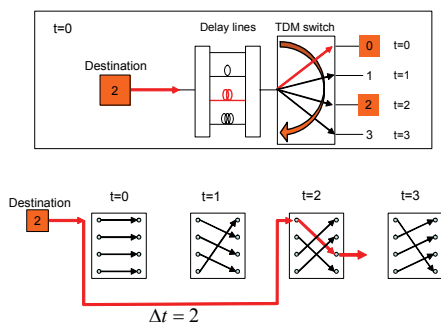 t=0
Delay lines
TDM switch
Destination
2
0
t=0
1
t=1
2
t=2
3
t=3
Destination
2
t=0
t=1
t=2
t=3
Δt = 2